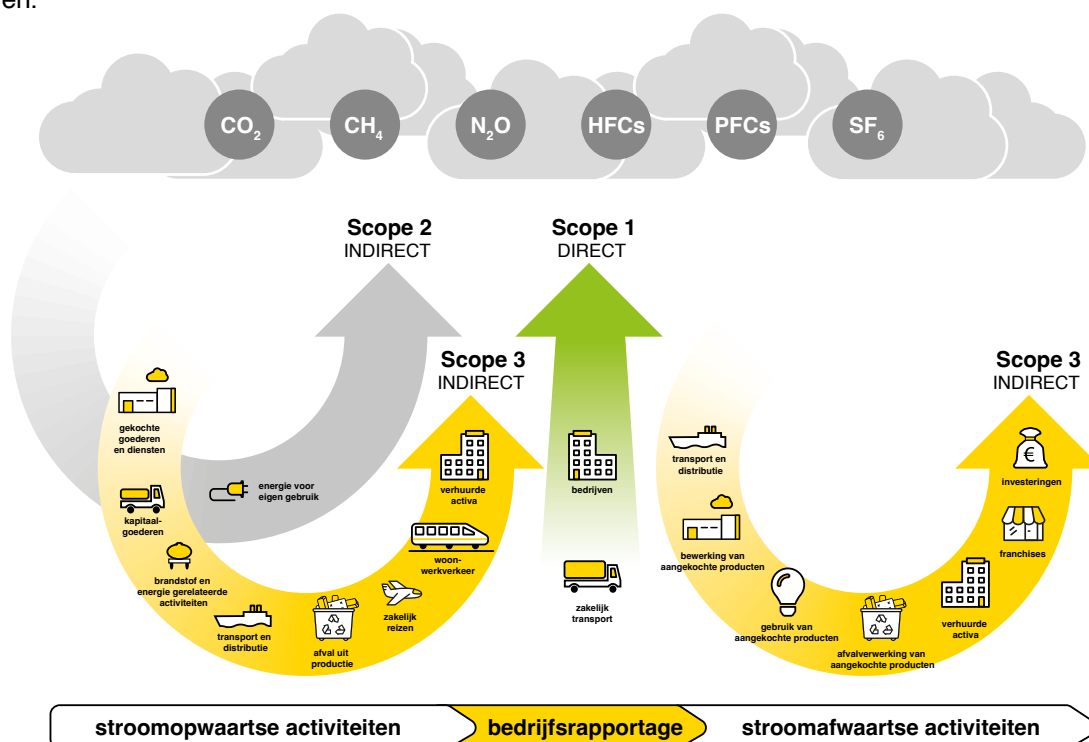 en.
CO₂
CH₄
N₂O
HFCs
PFCs
SF₆
Scope 2
INDIRECT
Scope 1
DIRECT
Scope 3
INDIRECT
Scope 3
INDIRECT
gekochte
goederen
en diensten
kapitaal-
goederen
brandstof en
energie gerelateerde
activiteiten
transport en
distributie
afval uit
productie
zakelijk
reizen
woon-
werkverkeer
verhuurde
activa
energie voor
eigen gebruik
bedrijven
zakelijk
transport
transport en
distributie
bewerking van
aangekochte producten
gebruik van
aangekochte producten
afvalverwerking van
aangekochte producten
verhuurde
activa
franchises
€
investeringen
stroomopwaartse activiteiten
bedrijfsrapportage
stroomafwaartse activiteiten